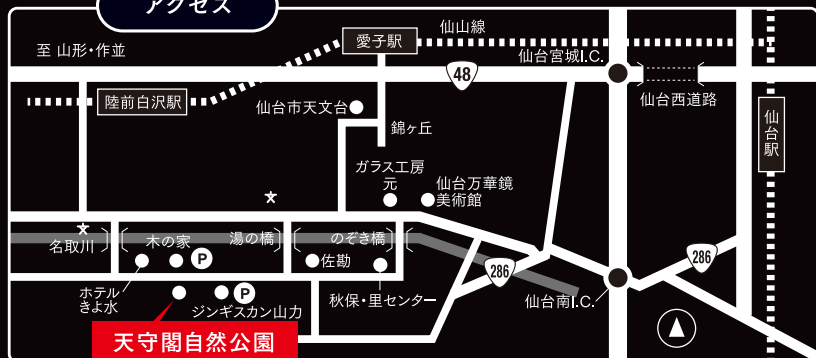 アクセス
至 山形・作並
愛子駅
仙山線
仙台宮城I.C.
48
陸前白沢駅
仙台市天文台
仙台西道路
錦ヶ丘
仙台駅
ガラス工房
元
仙台万華鏡
美術館
名取川
木の家
P
湯の橋
のぞき橋
佐勘
286
286
ホテル
きよ水
ジンギスカン山力
P
秋保・里センター
仙台南I.C.
天守閣自然公園